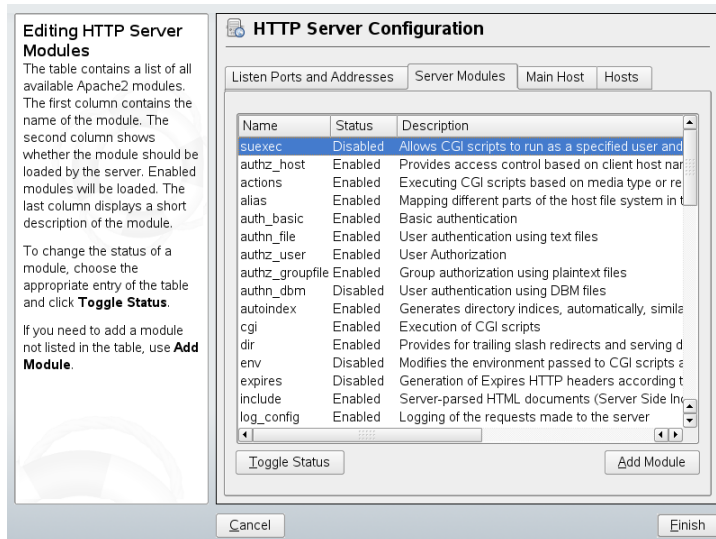 Editing HTTP Server
Modules
The table contains a list of all
available Apache2 modules.
The first column contains the
name of the module. The
second column shows
whether the module should be
loaded by the server. Enabled
modules will be loaded. The
last column displays a short
description of the module.
To change the status of a
module, choose the
appropriate entry of the table
and click Toggle Status.
If you need to add a module
not listed in the table, use Add
Module.
HTTP Server Configuration
Listen Ports and Addresses Server Modules Main Host Hosts
Name Status Description
suexec Disabled Allows CGI scripts to run as a specified user and
authz_host Enabled Provides access control based on client host nar
actions Enabled Executing CGI scripts based on media type or re
alias Enabled Mapping different parts of the host file system in t
auth_basic Enabled Basic authentication
authn_file Enabled User authentication using text files
authz_user Enabled User Authorization
authz_groupfile Enabled Group authorization using plaintext files
authn_dbm Disabled User authentication using DBM files
autoindex Enabled Generates directory indices, automatically, simila
cgi Enabled Execution of CGI scripts
dir Enabled Provides for trailing slash redirects and serving d
env Disabled Modifies the environment passed to CGI scripts a
expires Disabled Generation of Expires HTTP headers according t
include Enabled Server-parsed HTML documents (Server Side Inc
log_config Enabled Logging of the requests made to the server
Toggle Status Add Module
Cancel Finish